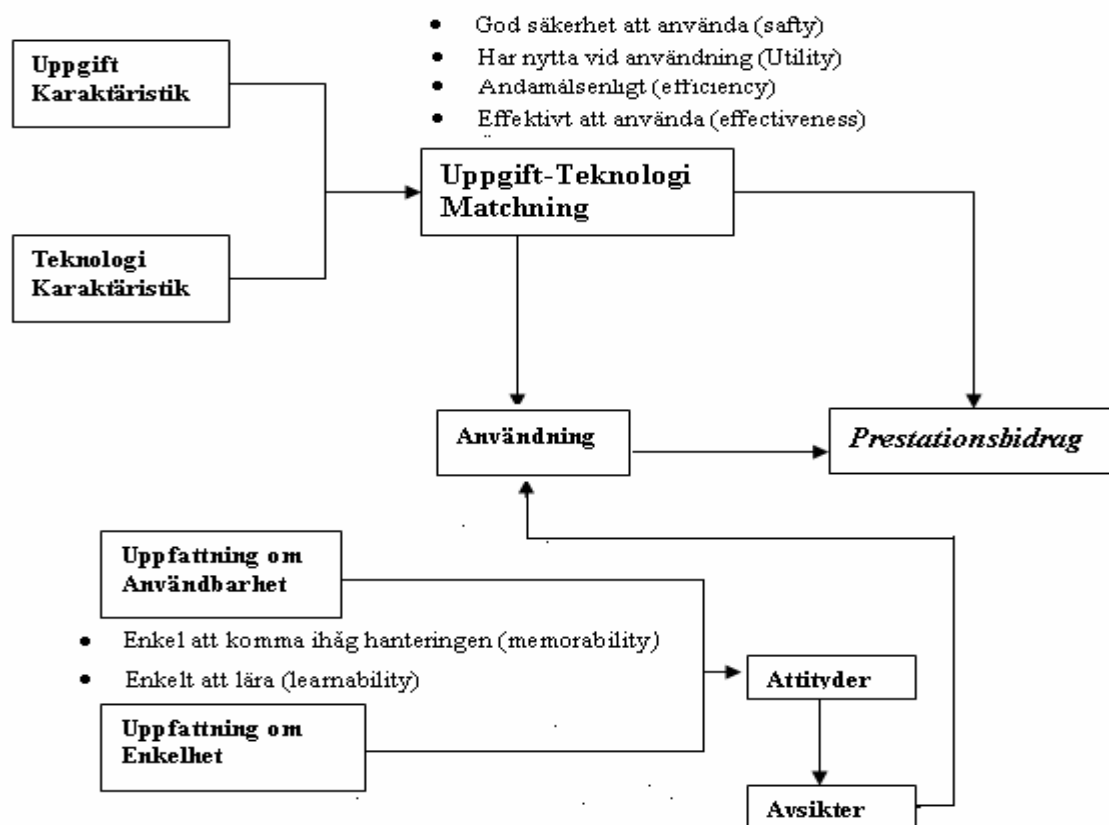 • God säkerhet att använda (safty)
• Har nytta vid användning (Utility)
• Andamålsenligt (efficiency)
• Effektivt att använda (effectiveness)
Uppgift
Karaktäristik
Uppgift-Teknologi
Matchning
Teknologi
Karaktäristik
Användning
Prestationsbidrag
Uppfattning om
Användbarhet
• Enkel att komma ihåg hanteringen (memorability)
• Enkelt att lära (learnability)
Attityder
Uppfattning om
Enkelhet
Avsikter